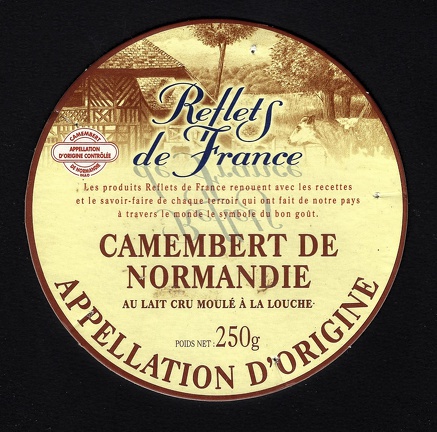 Reflets
de France
CAMEMBERT
APPELLATION
D'ORIGINE CONTRÔLÉE
DE NORMANDIE
Les produits Reflets de France renouent avec les recettes
et le savoir-faire de chaque terroir qui ont fait de notre pays
à travers le monde le symbole du bon goût.
CAMEMBERT DE
NORMANDIE
AU LAIT CRU MOULÉ À LA LOUCHE
POIDS NET : 250g
APPELLATION D'ORIGINE